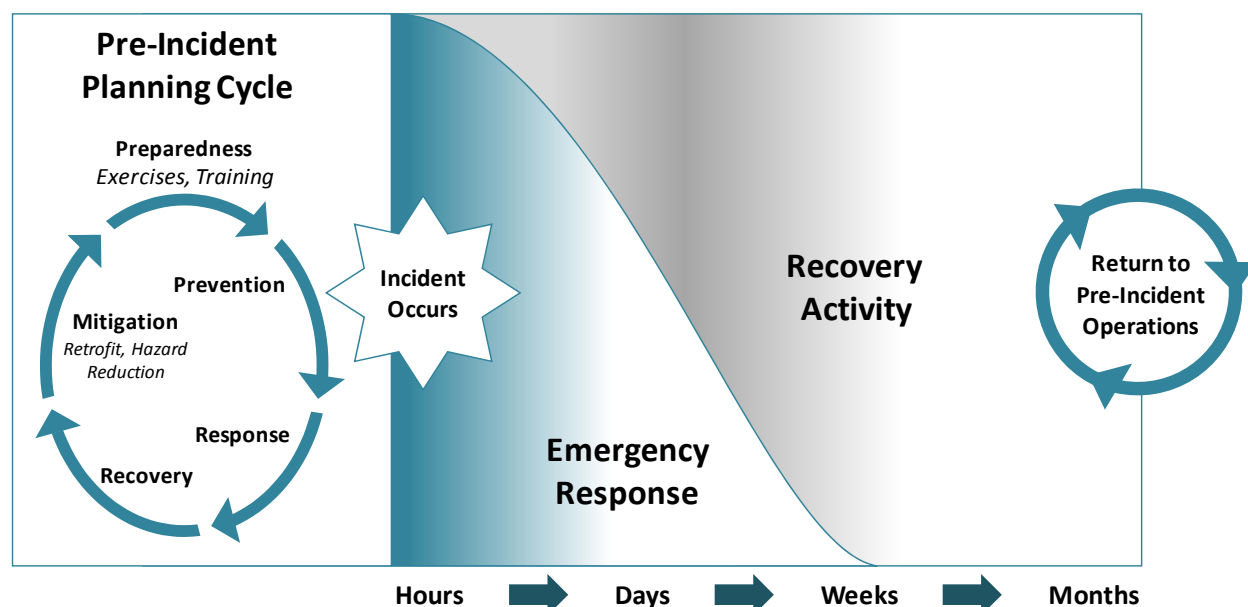 Pre-Incident
Planning Cycle
Preparedness
Exercises, Training
Prevention
Mitigation
Retrofit, Hazard
Reduction
Response
Recovery
Incident
Occurs
Emergency
Response
Recovery
Activity
Return to
Pre-Incident
Operations
Hours
Days
Weeks
Months